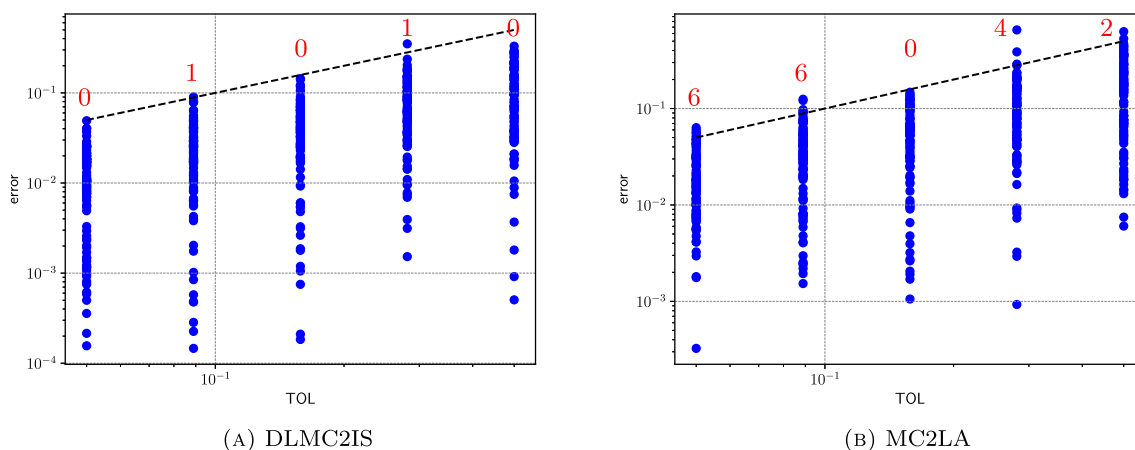 0 1 0 1 0
error
10^{-1}
10^{-2}
10^{-3}
10^{-4}
10^{-1}
TOL
(A) DLMC2IS
6 6 0 4 2
error
10^{-1}
10^{-2}
10^{-3}
10^{-1}
TOL
(B) MC2LA